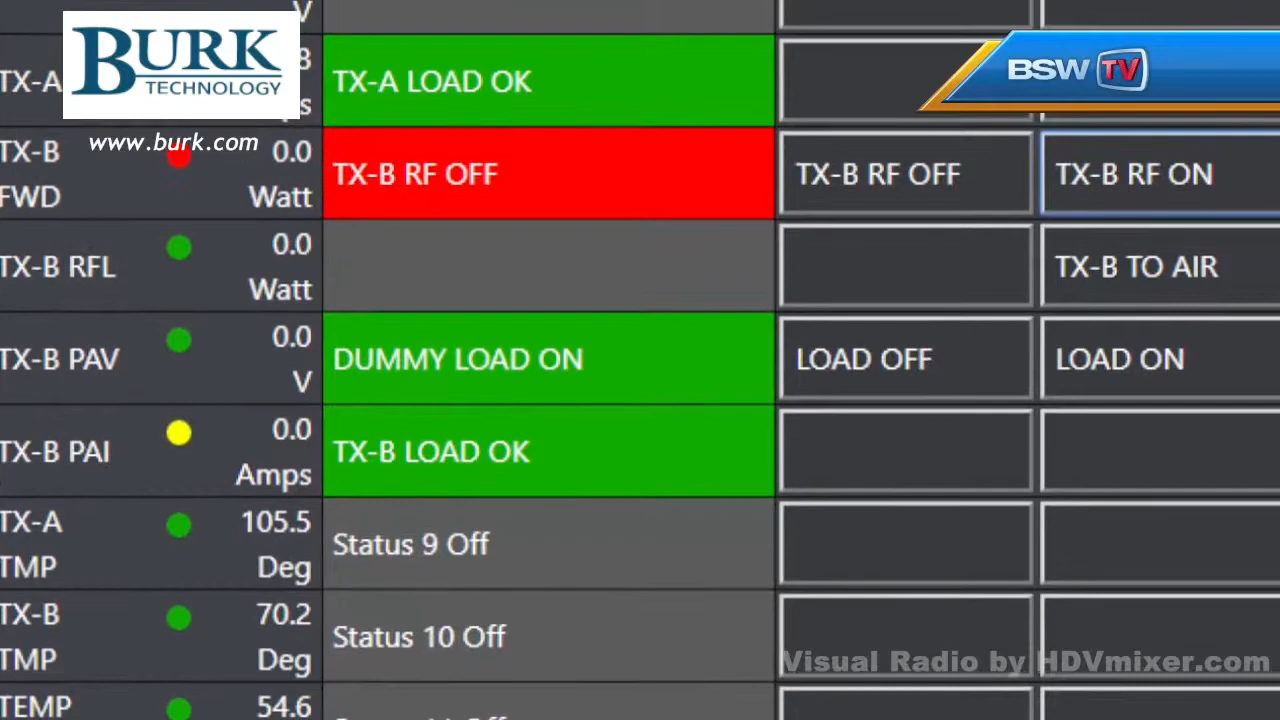 BURK
TECHNOLOGY
www.burk.com
BSW TV
V
TX-A
TX-A LOAD OK
TX-B
FWD
0.0
Watt
TX-B RF OFF
TX-B RF OFF
TX-B RF ON
TX-B RFL
0.0
Watt
TX-B TO AIR
TX-B PAV
0.0
V
DUMMY LOAD ON
LOAD OFF
LOAD ON
TX-B PAI
0.0
Amps
TX-B LOAD OK
TX-A
TMP
105.5
Deg
Status 9 Off
TX-B
TMP
70.2
Deg
Status 10 Off
Visual Radio by HDVmixer.com
TEMP
54.6